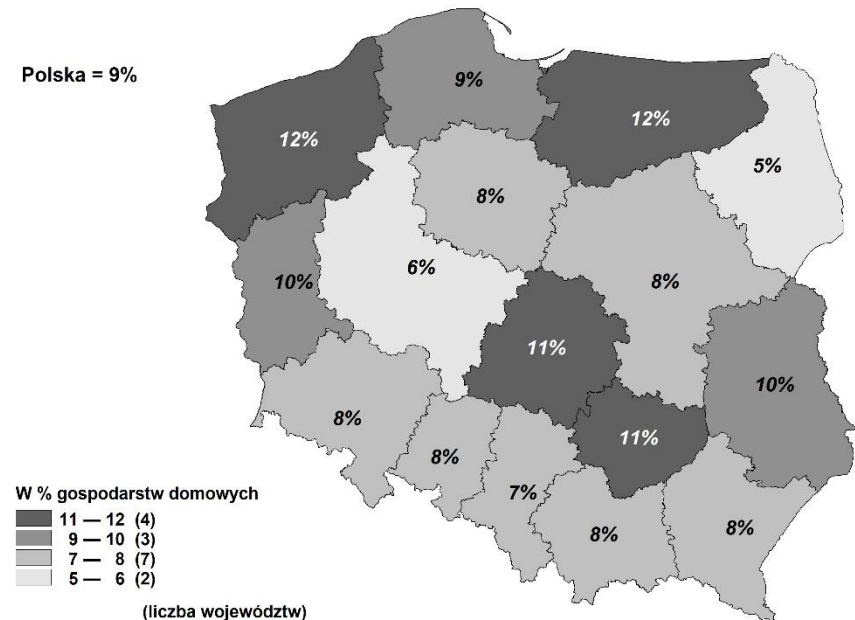 Polska = 9%
9%
12%
12%
5%
8%
6%
10%
8%
11%
10%
8%
11%
8%
7%
8%
8%
W % gospodarstw domowych
11 — 12 (4)
9 — 10 (3)
7 — 8 (7)
5 — 6 (2)
(liczba województw)